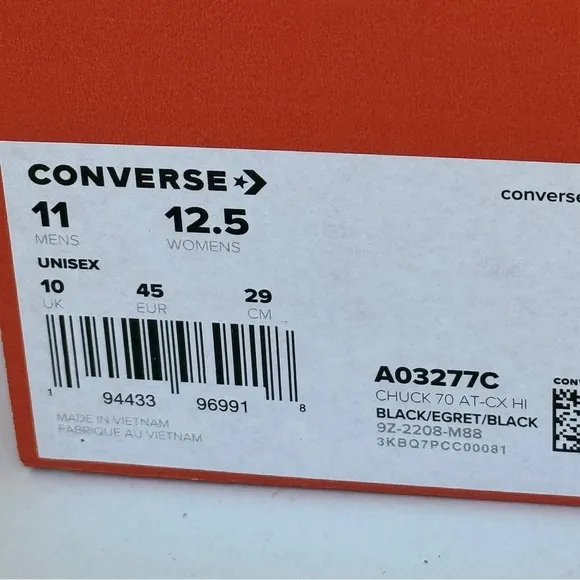 CONVERSE
converse
11 12.5
MENS WOMENS
UNISEX
10 45 29
UK EUR CM
1 94433 96991 8
MADE IN VIETNAM
FABRIQUE AU VIETNAM
A03277C
CHUCK 70 AT-CX HI
BLACK/EGRET/BLACK
9Z-2208-M88
3KBQ7PCC00081
CON